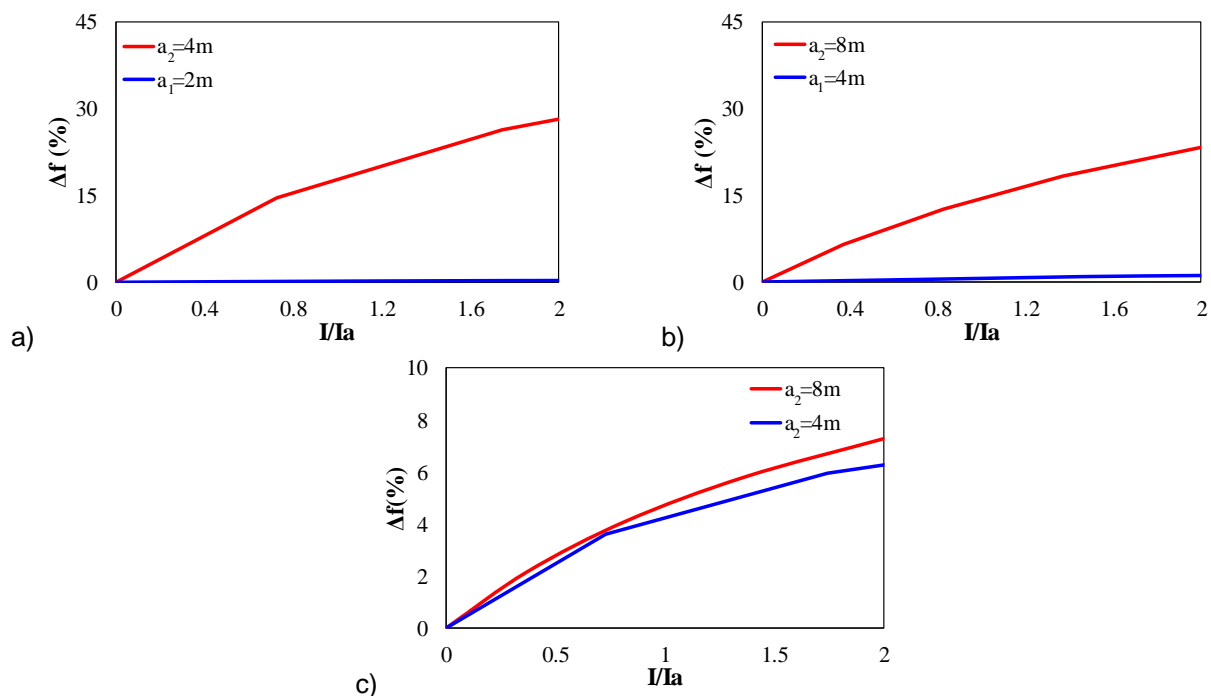 45
30
15
0
Δf (%)
a₂=4m
a₁=2m
0 0.4 0.8 1.2 1.6 2
I/Ia
a)
45
30
15
0
Δf (%)
a₂=8m
a₁=4m
0 0.4 0.8 1.2 1.6 2
I/Ia
b)
10
8
6
4
2
0
Δf(%)
a₂=8m
a₂=4m
0 0.5 1 1.5 2
I/Ia
c)